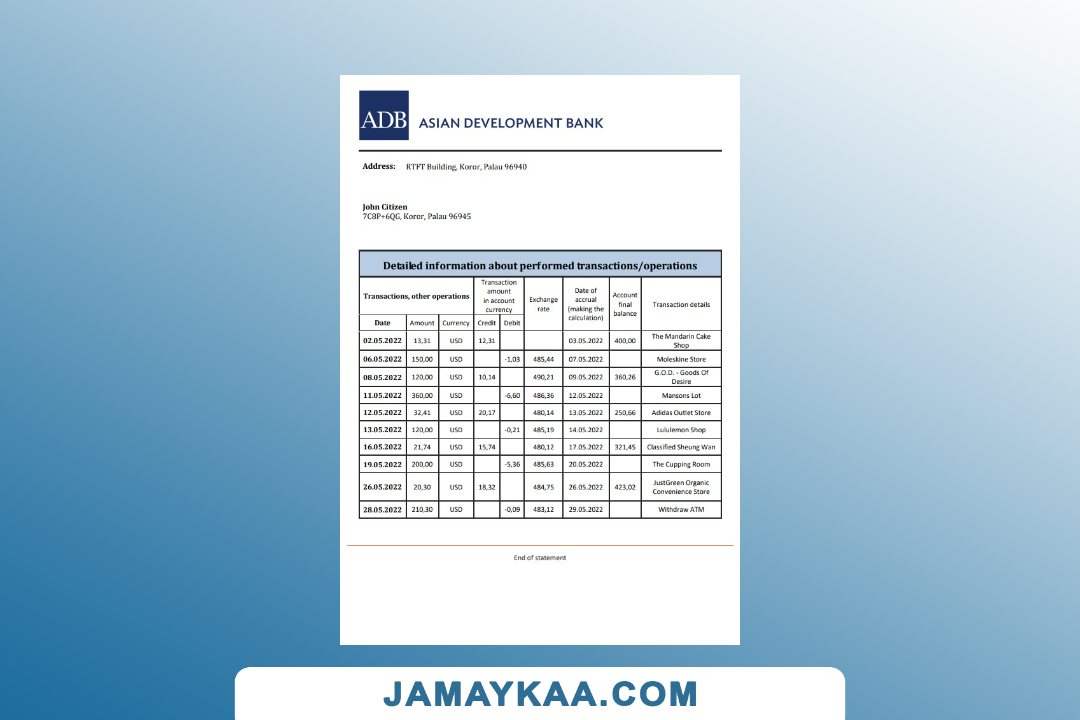 ADB ASIAN DEVELOPMENT BANK
Address: RTFT Building, Koror, Palau 96940
John Citizen
7C8P+6QG, Koror, Palau 96945
Detailed information about performed transactions/operations
Transactions, other operations
Transaction amount in account currency
Exchange rate
Date of accrual (making the calculation)
Account final balance
Transaction details
Date Amount Currency Credit Debit
02.05.2022 13,31 USD 12,31 03.05.2022 400,00 The Mandarin Cake Shop
06.05.2022 150,00 USD -1,03 485,44 07.05.2022 Moleskine Store
08.05.2022 120,00 USD 10,14 490,21 09.05.2022 360,26 G.O.D. - Goods Of Desire
11.05.2022 360,00 USD -6,60 486,36 12.05.2022 Mansons Lot
12.05.2022 32,41 USD 20,17 480,14 13.05.2022 250,66 Adidas Outlet Store
13.05.2022 120,00 USD -0,21 485,19 14.05.2022 Lululemon Shop
16.05.2022 21,74 USD 15,74 480,12 17.05.2022 321,45 Classified Sheung Wan
19.05.2022 200,00 USD -5,36 485,63 20.05.2022 The Cupping Room
26.05.2022 20,30 USD 18,32 484,75 26.05.2022 423,02 JustGreen Organic Convenience Store
28.05.2022 210,30 USD -0,09 483,12 29.05.2022 Withdraw ATM
End of statement
JAMAYKAA.COM